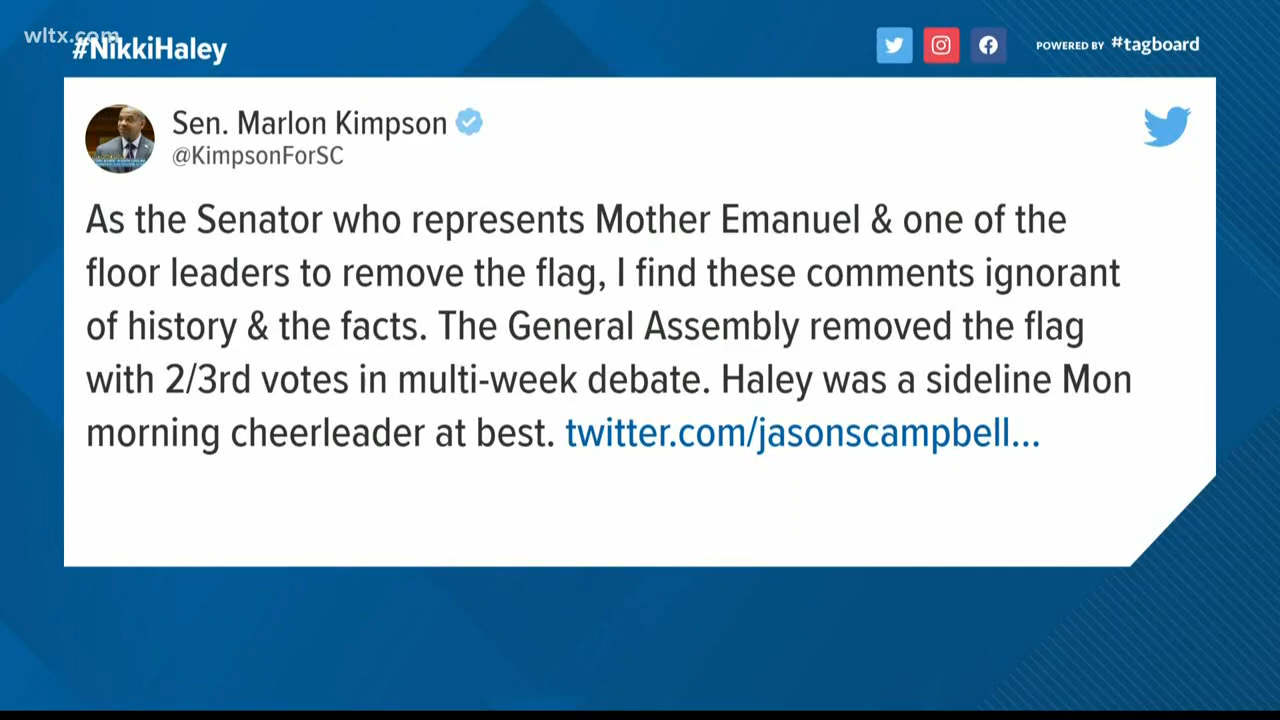 wltx.com
#NikkiHaley
POWERED BY #tagboard
Sen. Marlon Kimpson
@KimpsonForSC
As the Senator who represents Mother Emanuel & one of the
floor leaders to remove the flag, I find these comments ignorant
of history & the facts. The General Assembly removed the flag
with 2/3rd votes in multi-week debate. Haley was a sideline Mon
morning cheerleader at best. twitter.com/jasonscampbell...